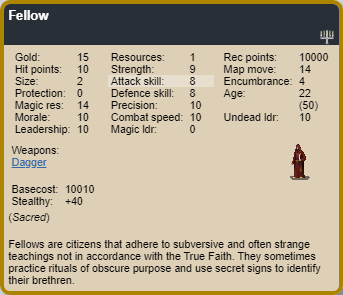 Fellow
Gold: 15 Resources: 1 Rec points: 10000
Hit points: 10 Strength: 9 Map move: 14
Size: 2 Attack skill: 8 Encumbrance: 4
Protection: 0 Defence skill: 8 Age: 22
Magic res: 14 Precision: 10 (50)
Morale: 10 Combat speed: 10 Undead ldr: 10
Leadership: 10 Magic ldr: 0
Weapons:
Dagger
Basecost: 10010
Stealthy: +40
(Sacred)
Fellows are citizens that adhere to subversive and often strange
teachings not in accordance with the True Faith. They sometimes
practice rituals of obscure purpose and use secret signs to identify
their brethren.